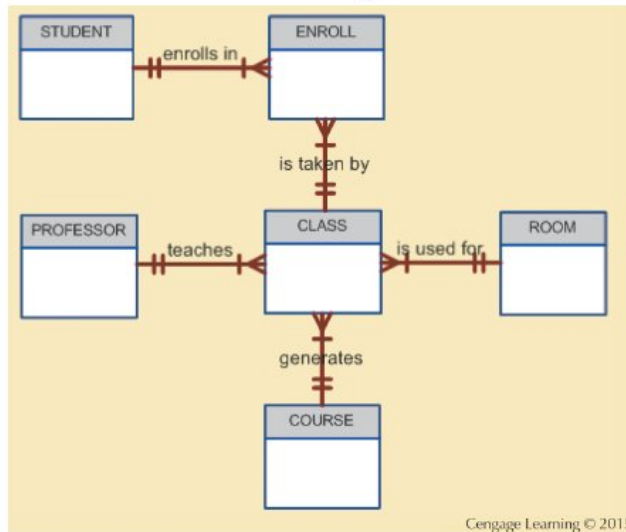 STUDENT
ENROLL
enrolls in
is taken by
PROFESSOR
CLASS
ROOM
teaches
is used for
generates
COURSE
Cengage Learning © 201